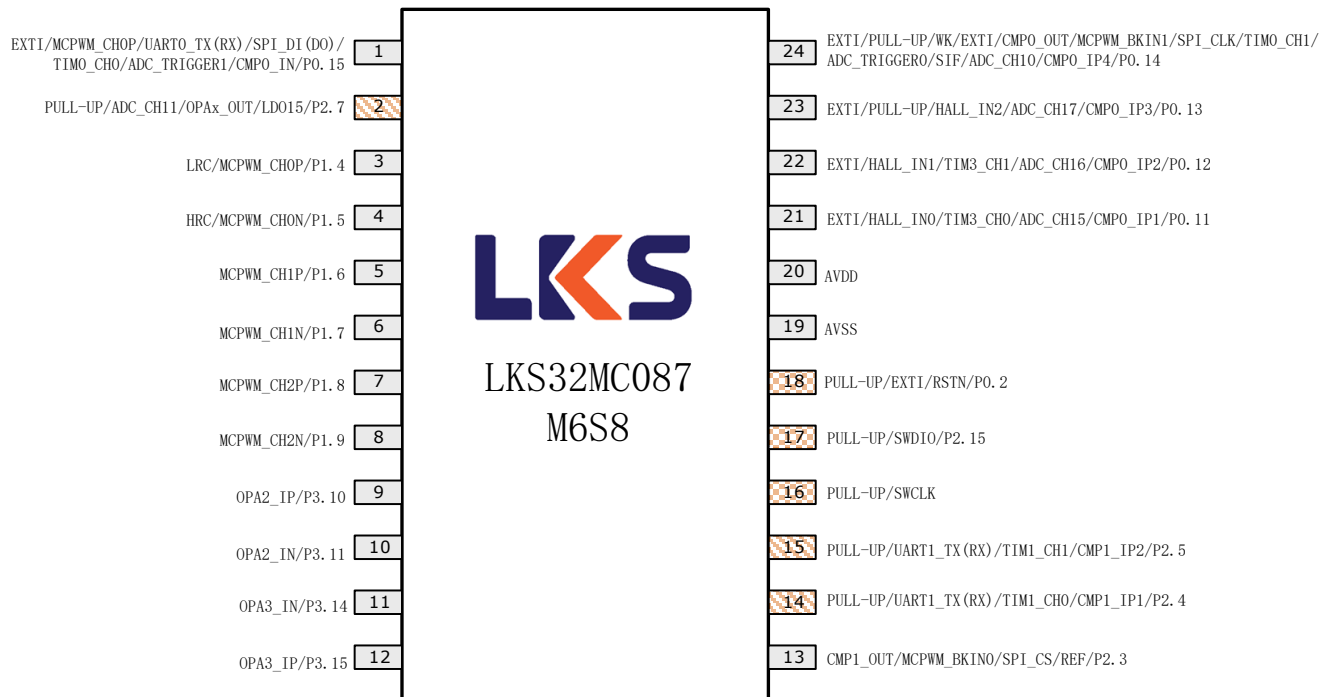 EXTI/MCPWM_CH0P/UART0_TX(RX)/SPI_DI(DO)/
TIM0_CH0/ADC_TRIGGER1/CMP0_IN/P0.15
1
PULL-UP/ADC_CH11/OPAx_OUT/LDO15/P2.7
2
LRC/MCPWM_CH0P/P1.4
3
HRC/MCPWM_CH0N/P1.5
4
MCPWM_CH1P/P1.6
5
MCPWM_CH1N/P1.7
6
MCPWM_CH2P/P1.8
7
MCPWM_CH2N/P1.9
8
OPA2_IP/P3.10
9
OPA2_IN/P3.11
10
OPA3_IN/P3.14
11
OPA3_IP/P3.15
12
LKS
LKS32MC087
M6S8
24
EXTI/PULL-UP/WK/EXTI/CMP0_OUT/MCPWM_BKIN1/SPI_CLK/TIM0_CH1/
ADC_TRIGGER0/SIF/ADC_CH10/CMP0_IP4/P0.14
23
EXTI/PULL-UP/HALL_IN2/ADC_CH17/CMP0_IP3/P0.13
22
EXTI/HALL_IN1/TIM3_CH1/ADC_CH16/CMP0_IP2/P0.12
21
EXTI/HALL_IN0/TIM3_CH0/ADC_CH15/CMP0_IP1/P0.11
20
AVDD
19
AVSS
18
PULL-UP/EXTI/RSTN/P0.2
17
PULL-UP/SWDIO/P2.15
16
PULL-UP/SWCLK
15
PULL-UP/UART1_TX(RX)/TIM1_CH1/CMP1_IP2/P2.5
14
PULL-UP/UART1_TX(RX)/TIM1_CH0/CMP1_IP1/P2.4
13
CMP1_OUT/MCPWM_BKIN0/SPI_CS/REF/P2.3